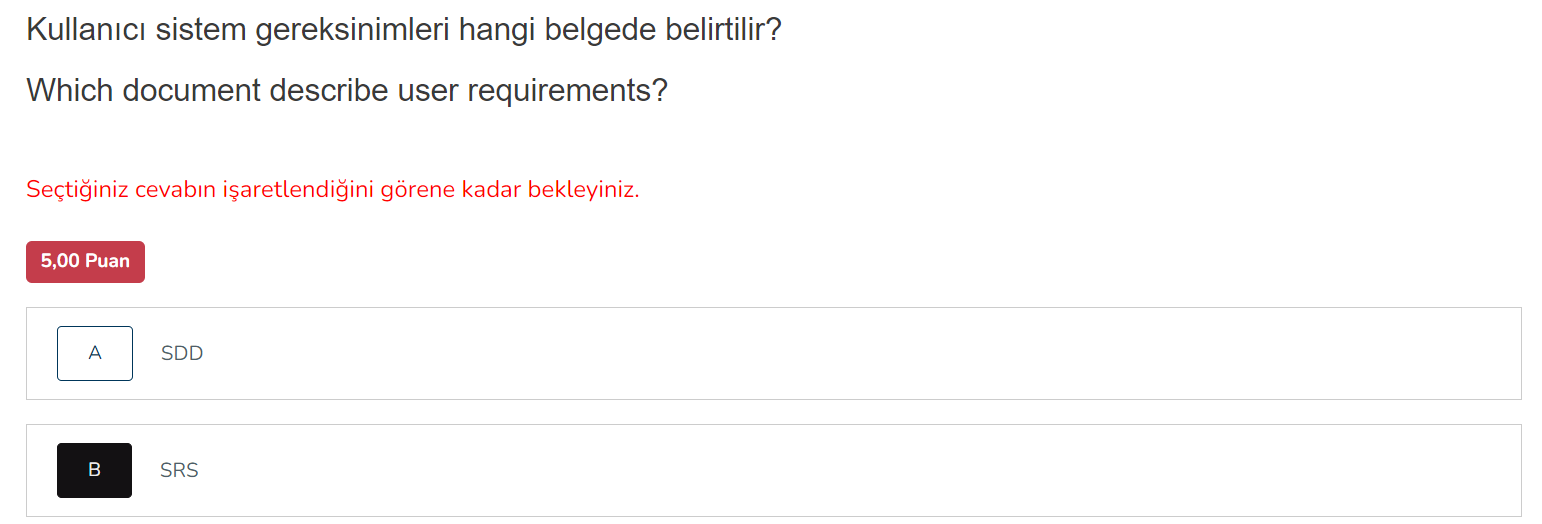 Kullanıcı sistem gereksinimleri hangi belgede belirtilir?
Which document describe user requirements?
Seçtiğiniz cevabın işaretlendiğini görene kadar bekleyiniz.
5,00 Puan
A SDD
B SRS